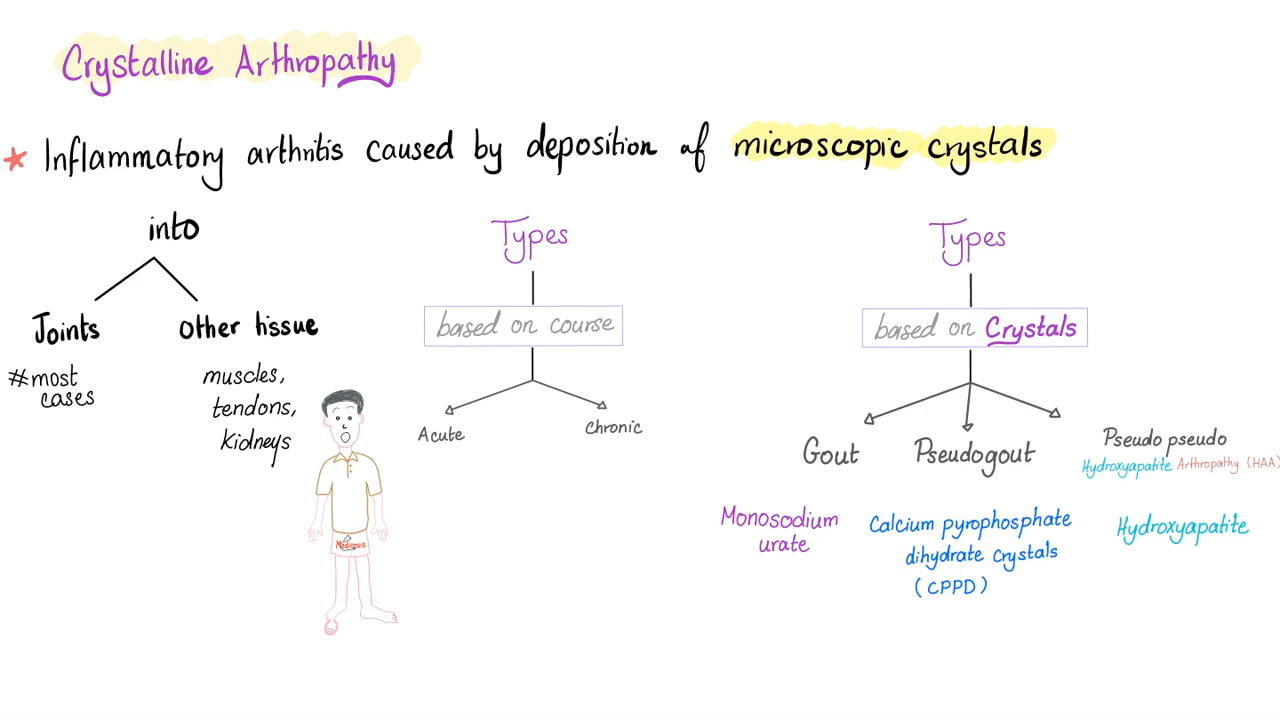 Crystalline Arthropathy
* Inflammatory arthritis caused by deposition of microscopic crystals
into
Joints
#most
cases
Other tissue
muscles,
tendons,
kidneys
Medicosis
Types
based on course
Acute
Chronic
Types
based on Crystals
Gout
Monosodium
urate
Pseudogout
Calcium pyrophosphate
dihydrate crystals
(CPPD)
Pseudo pseudo
Hydroxyapatite Arthropathy (HAA)
Hydroxyapatite